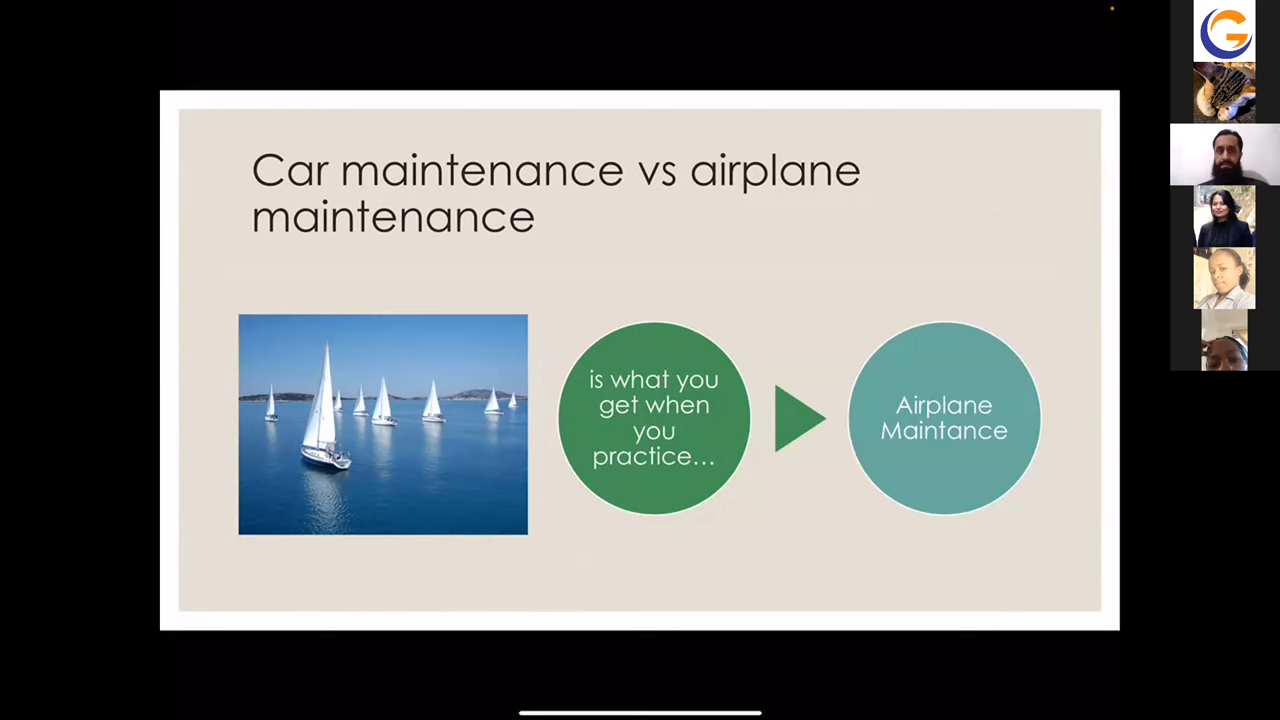 Car maintenance vs airplane
maintenance
is what you
get when
you
practice...
Airplane
Maintance
G